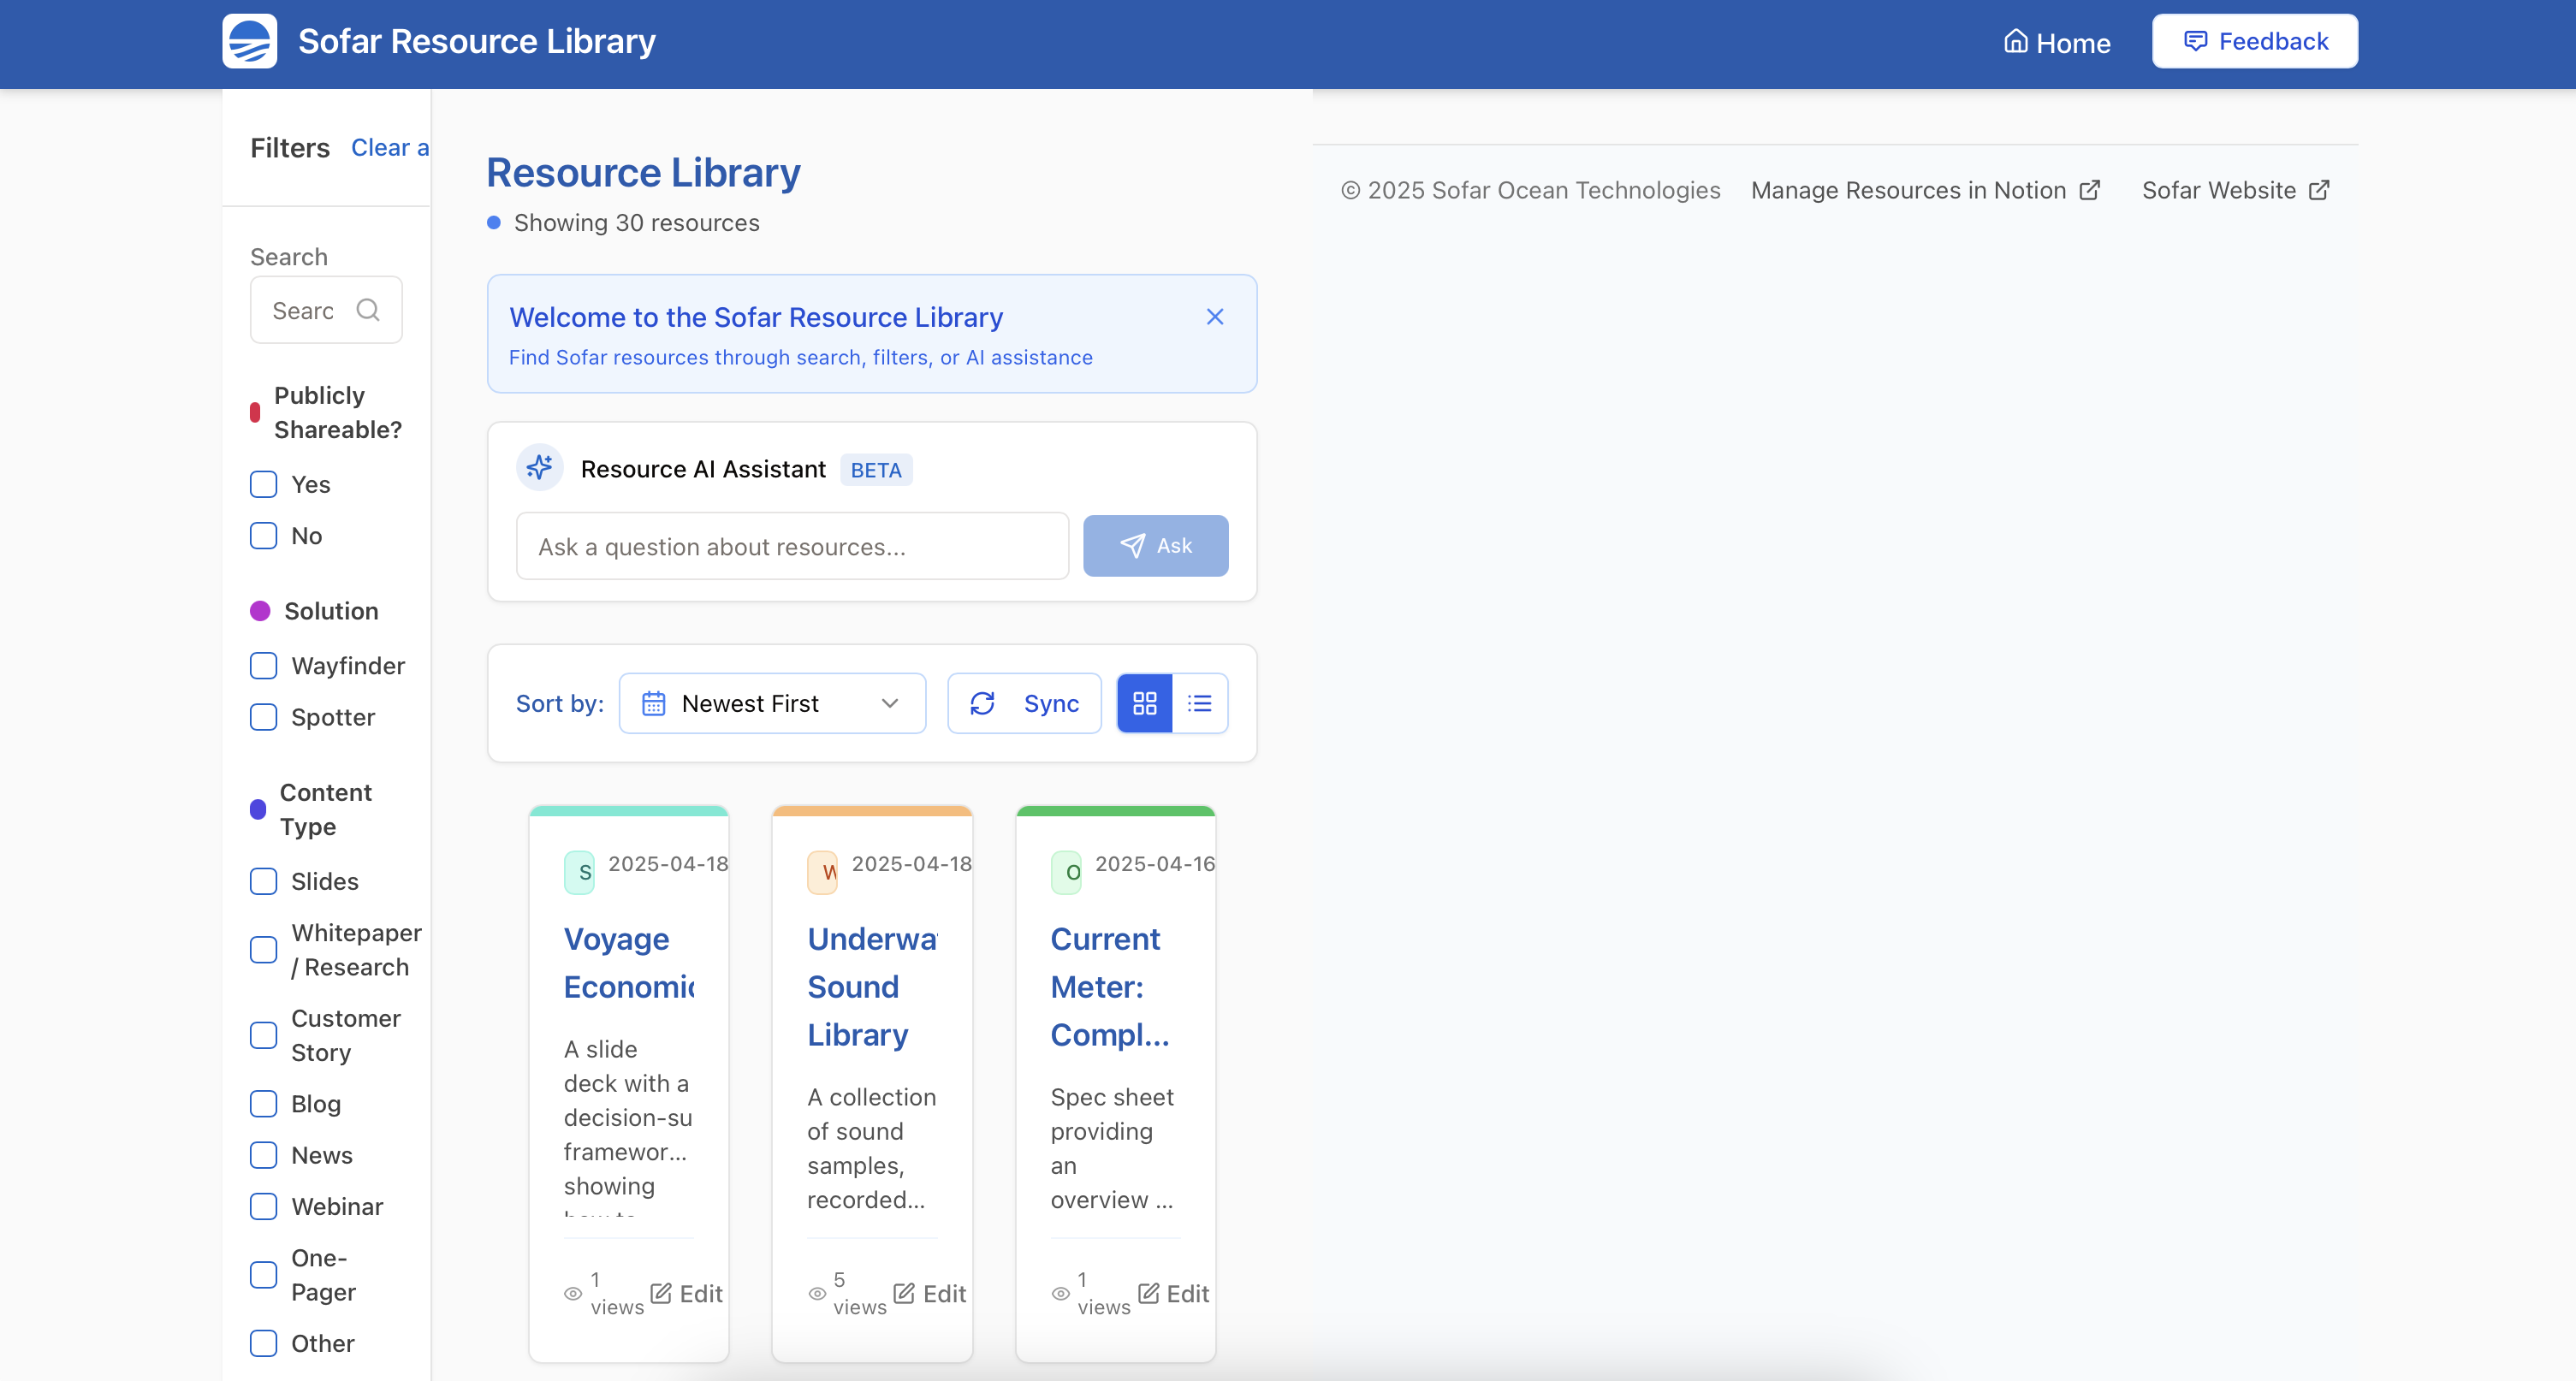 Sofar Resource Library
Home
Feedback
Filters
Clear a
Search
Searc
Publicly
Shareable?
Yes
No
Solution
Wayfinder
Spotter
Content
Type
Slides
Whitepaper
/ Research
Customer
Story
Blog
News
Webinar
One-
Pager
Other
Resource Library
Showing 30 resources
Welcome to the Sofar Resource Library
Find Sofar resources through search, filters, or AI assistance
Resource AI Assistant BETA
Ask a question about resources...
Ask
Sort by:
Newest First
Sync
S 2025-04-18
Voyage
Economic
A slide
deck with a
decision-su
framewor...
showing
1
views
Edit
W 2025-04-18
Underwa
Sound
Library
A collection
of sound
samples,
recorded...
5
views
Edit
O 2025-04-16
Current
Meter:
Compl...
Spec sheet
providing
an
overview ...
1
views
Edit
© 2025 Sofar Ocean Technologies
Manage Resources in Notion
Sofar Website